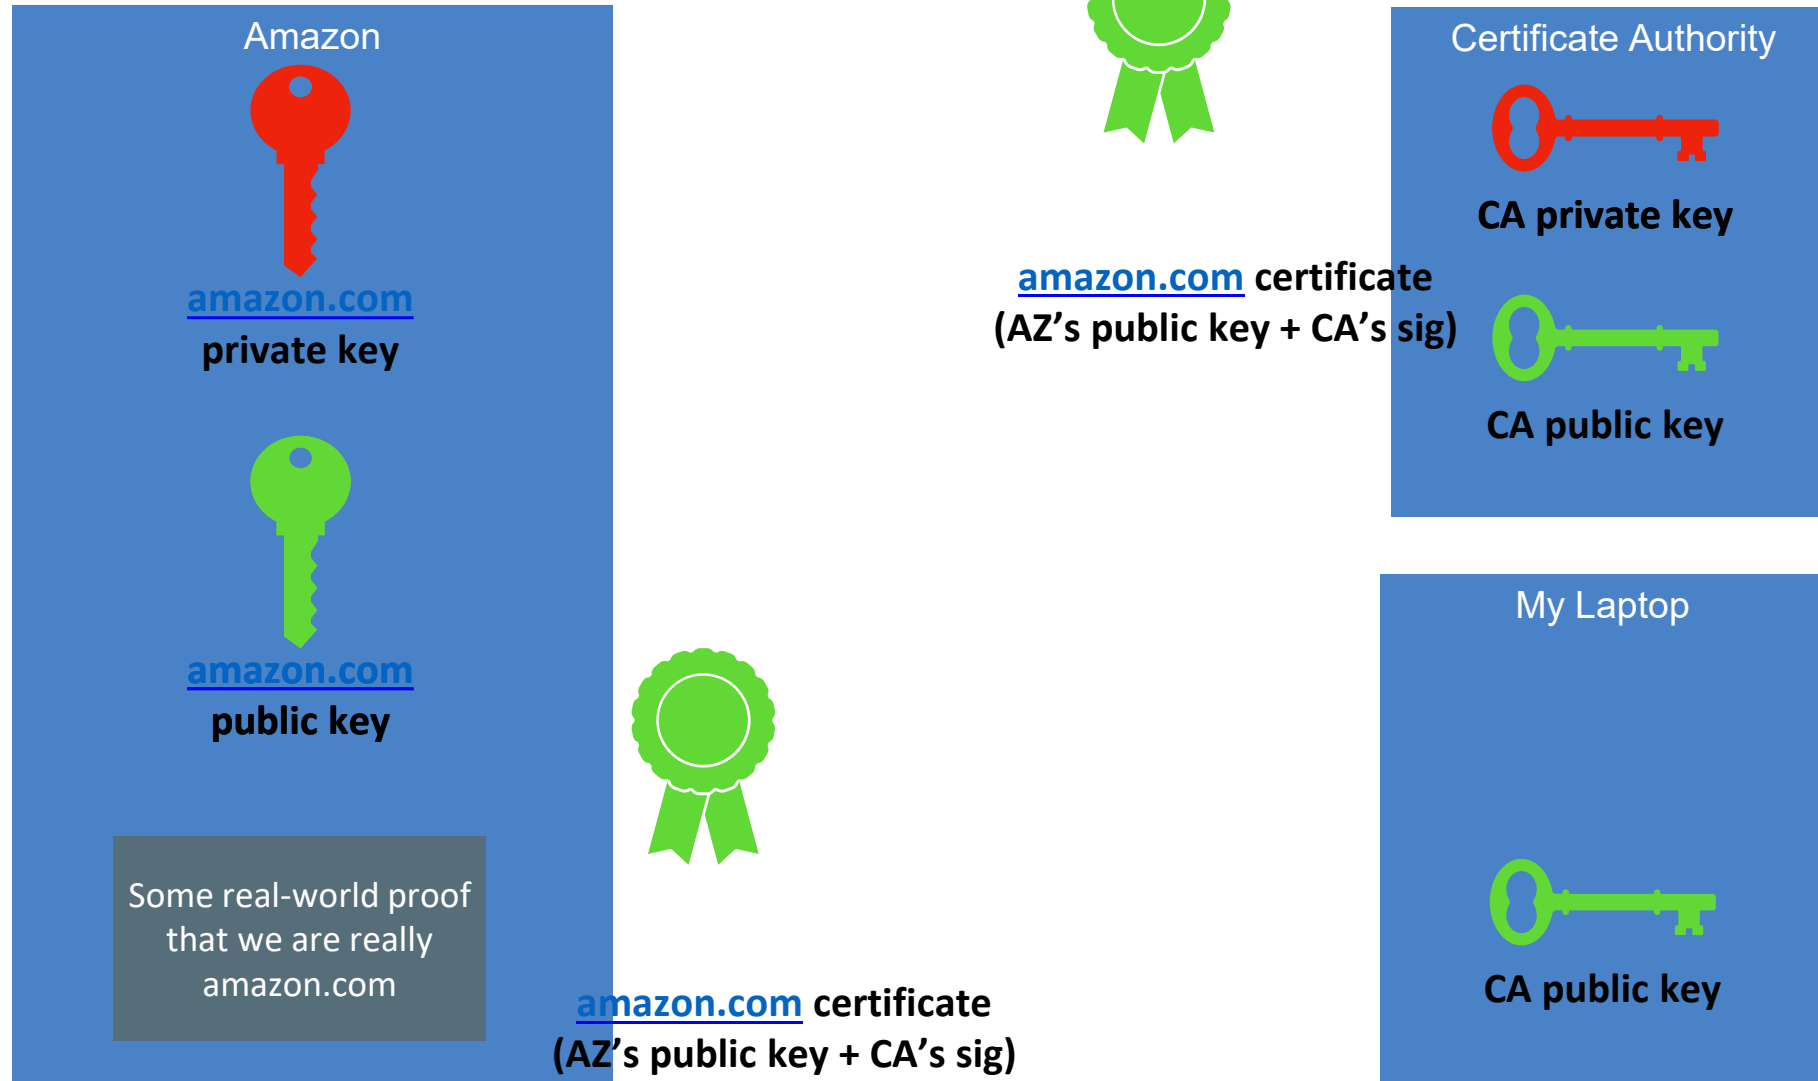 Amazon
amazon.com
private key
amazon.com
public key
Some real-world proof
that we are really
amazon.com
amazon.com certificate
(AZ’s public key + CA’s sig)
amazon.com certificate
(AZ’s public key + CA’s sig)
Certificate Authority
CA private key
CA public key
My Laptop
CA public key